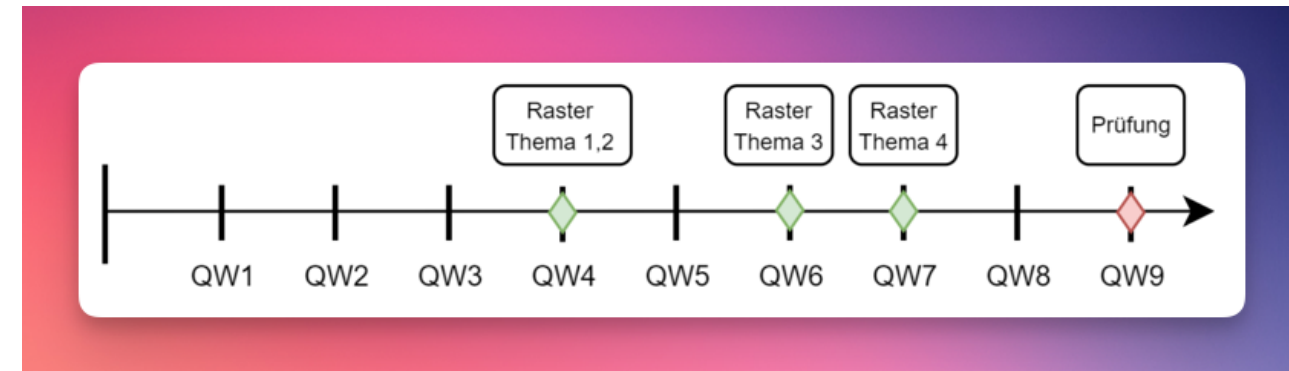 Raster
Thema 1,2
Raster
Thema 3
Raster
Thema 4
Prüfung
QW1 QW2 QW3 QW4 QW5 QW6 QW7 QW8 QW9